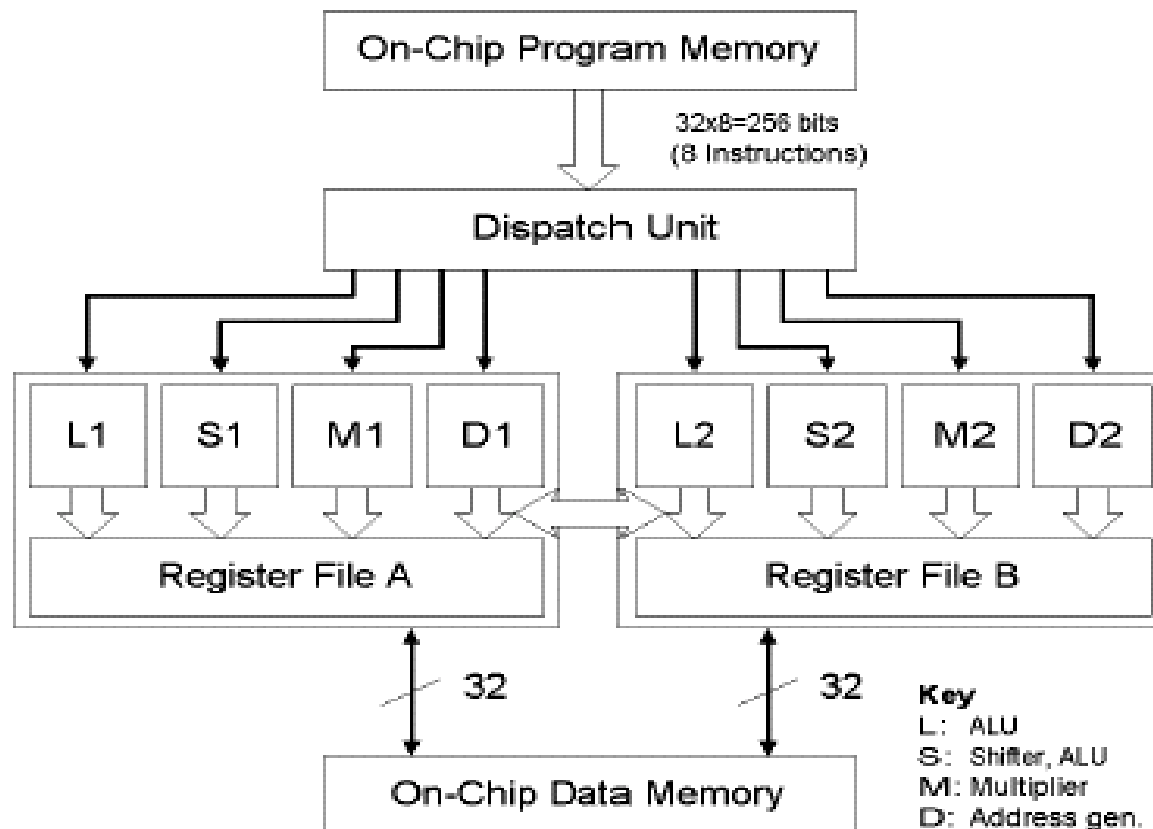 On-Chip Program Memory
32x8=256 bits
(8 Instructions)
Dispatch Unit
L1 S1 M1 D1 L2 S2 M2 D2
Register File A Register File B
32 32
Key
L: ALU
S: Shifter, ALU
M: Multiplier
D: Address gen.
On-Chip Data Memory